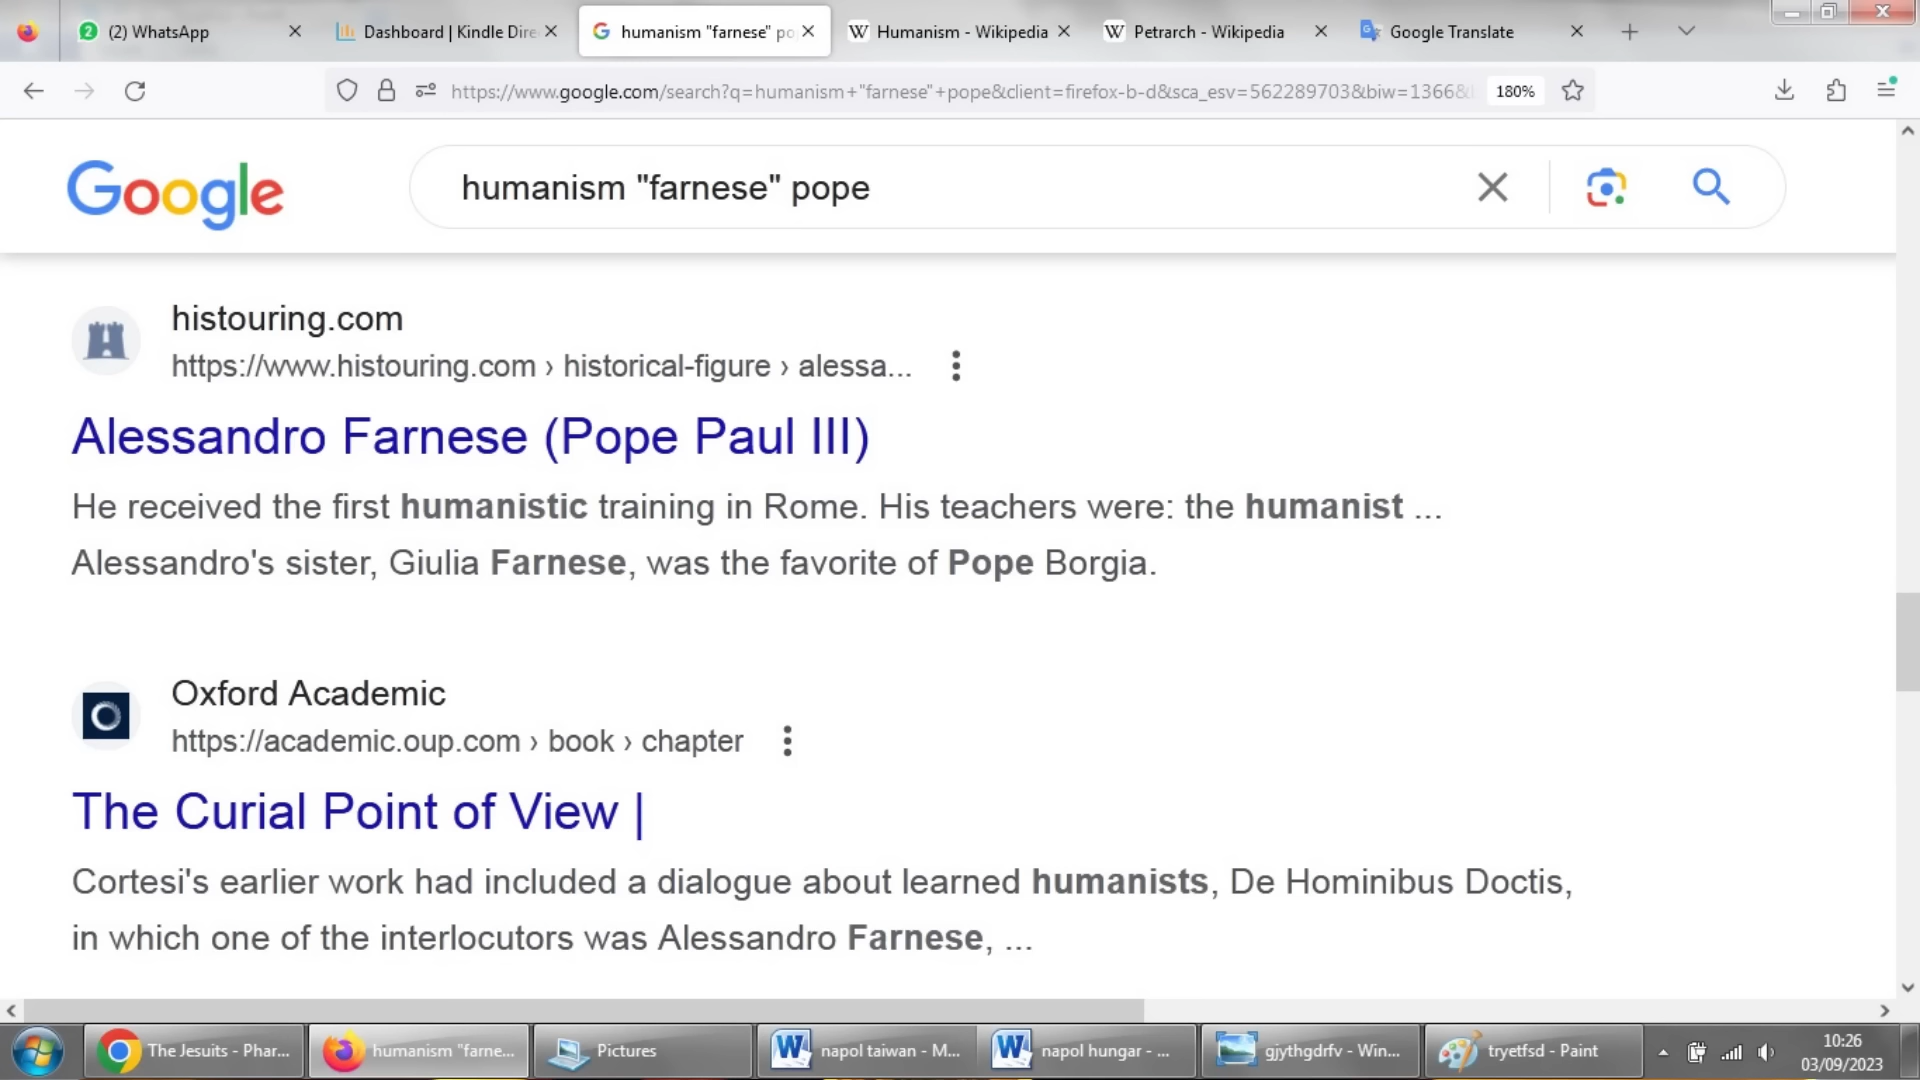 (2) WhatsApp
Dashboard | Kindle Dire
humanism "farnese" po
Humanism - Wikipedia
Petrarch - Wikipedia
Google Translate
https://www.google.com/search?q=humanism+"farnese"+pope&client=firefox-b-d&sca_esv=562289703&biw=1366&
180%
Google
humanism "farnese" pope
histouring.com
https://www.histouring.com › historical-figure › alessa...
Alessandro Farnese (Pope Paul III)
He received the first humanistic training in Rome. His teachers were: the humanist ...
Alessandro's sister, Giulia Farnese, was the favorite of Pope Borgia.
Oxford Academic
https://academic.oup.com › book › chapter
The Curial Point of View |
Cortesi's earlier work had included a dialogue about learned humanists, De Hominibus Doctis,
in which one of the interlocutors was Alessandro Farnese, ...
The Jesuits - Phar...
humanism "farne...
Pictures
napol taiwan - M...
napol hungar - ...
gjythgdrfv - Win...
tryetfsd - Paint
10:26
03/09/2023